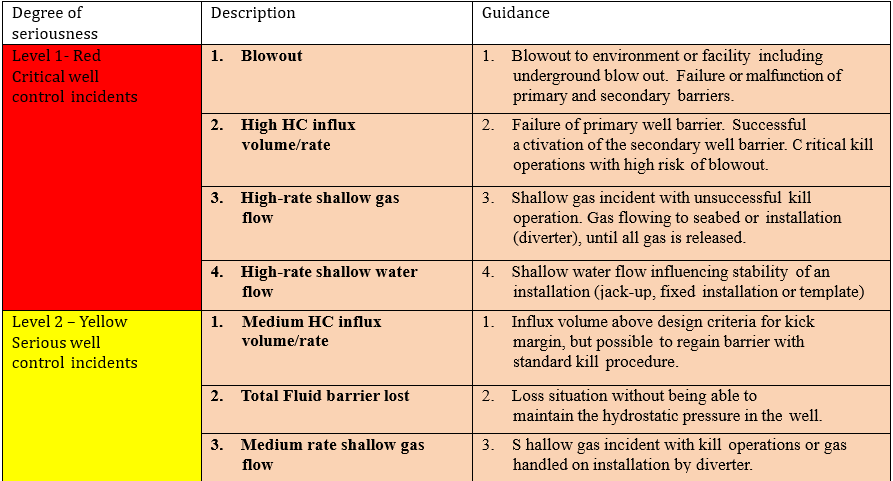 Degree of
seriousness
Description
Guidance
Level 1- Red
Critical well
control incidents
1. Blowout
1. Blowout to environment or facility including
underground blow out. Failure or malfunction of
primary and secondary barriers.
2. High HC influx
volume/rate
2. Failure of primary well barrier. Successful
a ctivation of the secondary well barrier. C ritical kill
operations with high risk of blowout.
3. High-rate shallow gas
flow
3. Shallow gas incident with unsuccessful kill
operation. Gas flowing to seabed or installation
(diverter), until all gas is released.
4. High-rate shallow water
flow
4. Shallow water flow influencing stability of an
installation (jack-up, fixed installation or template)
Level 2 – Yellow
Serious well
control incidents
1. Medium HC influx
volume/rate
1. Influx volume above design criteria for kick
margin, but possible to regain barrier with
standard kill procedure.
2. Total Fluid barrier lost
2. Loss situation without being able to
maintain the hydrostatic pressure in the well.
3. Medium rate shallow gas
flow
3. S hallow gas incident with kill operations or gas
handled on installation by diverter.